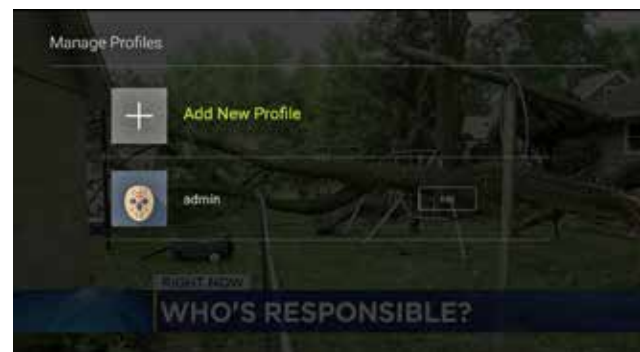 Manage Profiles
Add New Profile
admin
RIGHT NOW
WHO'S RESPONSIBLE?